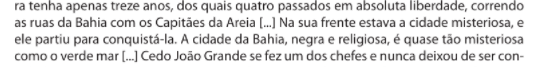 ra tenha apenas treze anos, dos quais quatro passados em absoluta liberdade, correndo
as ruas da Bahia com os Capitães da Areia [...] Na sua frente estava a cidade misteriosa, e
ele partiu para conquistá-la. A cidade da Bahia, negra e religiosa, é quase tão misteriosa
como o verde mar [...] Cedo João Grande se fez um dos chefes e nunca deixou de ser con-